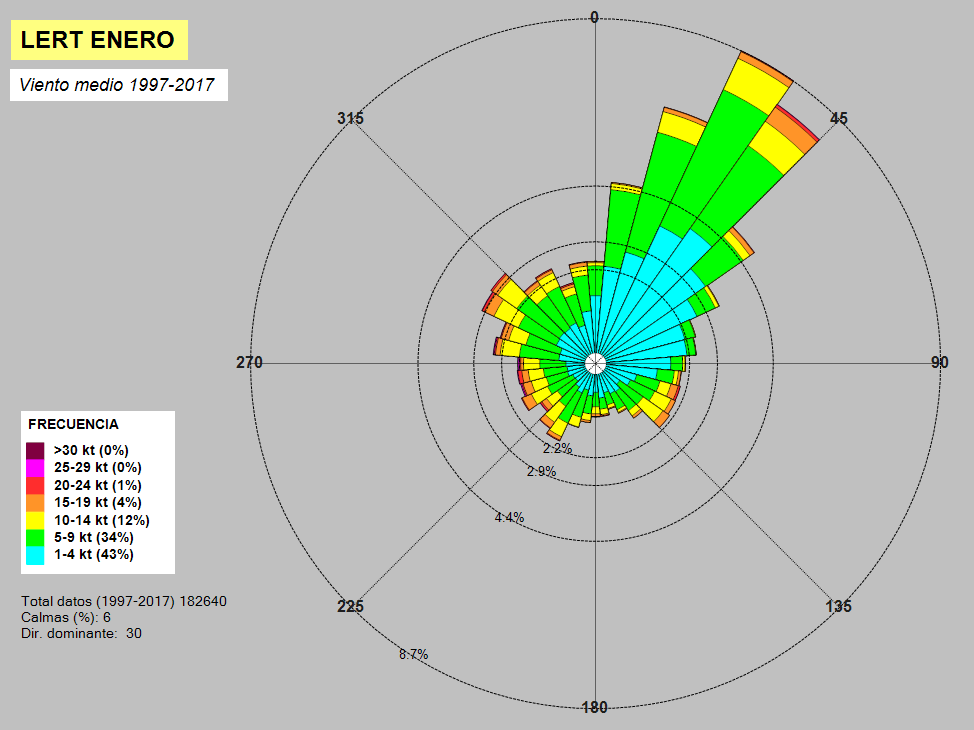 LERT ENERO
Viento medio 1997-2017
0
45
90
135
180
225
270
315
2.2%
2.9%
4.4%
8.7%
FRECUENCIA
>30 kt (0%)
25-29 kt (0%)
20-24 kt (1%)
15-19 kt (4%)
10-14 kt (12%)
5-9 kt (34%)
1-4 kt (43%)
Total datos (1997-2017) 182640
Calmas (%): 6
Dir. dominante: 30